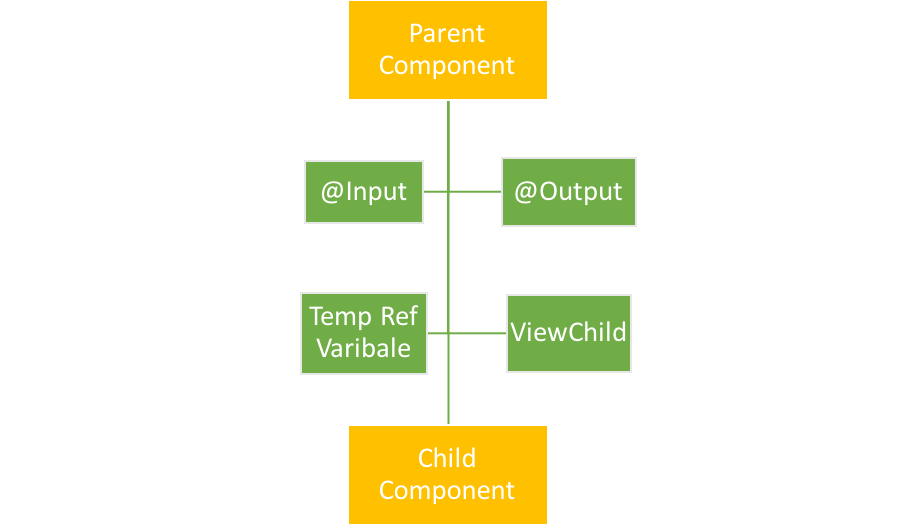 Parent
Component
@Input
@Output
Temp Ref
Varibale
ViewChild
Child
Component